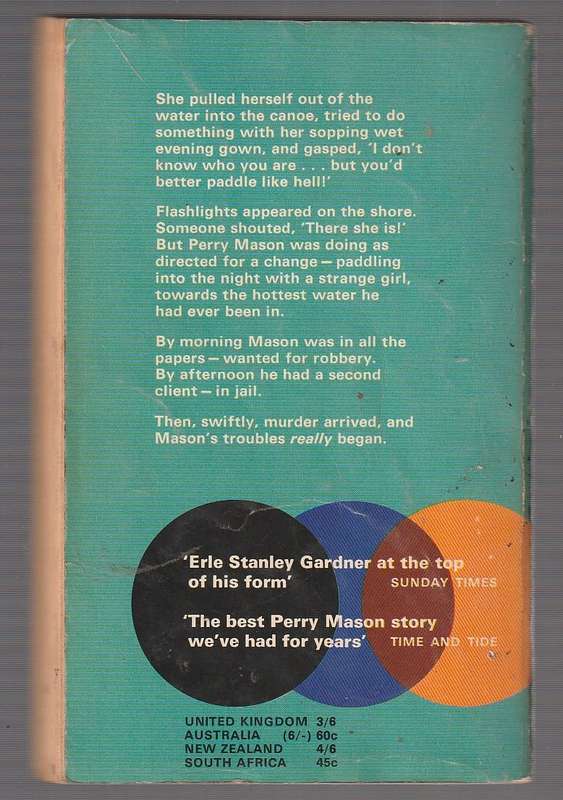 She pulled herself out of the
water into the canoe, tried to do
something with her sopping wet
evening gown, and gasped, ‘I don't
know who you are . . . but you'd
better paddle like hell!’
Flashlights appeared on the shore.
Someone shouted, ‘There she is!’
But Perry Mason was doing as
directed for a change — paddling
into the night with a strange girl,
towards the hottest water he
had ever been in.
By morning Mason was in all the
papers — wanted for robbery.
By afternoon he had a second
client — in jail.
Then, swiftly, murder arrived, and
Mason's troubles really began.
‘Erle Stanley Gardner at the top
of his form’ SUNDAY TIMES
‘The best Perry Mason story
we've had for years’ TIME AND TIDE
UNITED KINGDOM 3/6
AUSTRALIA (6/-) 60c
NEW ZEALAND 4/6
SOUTH AFRICA 45c